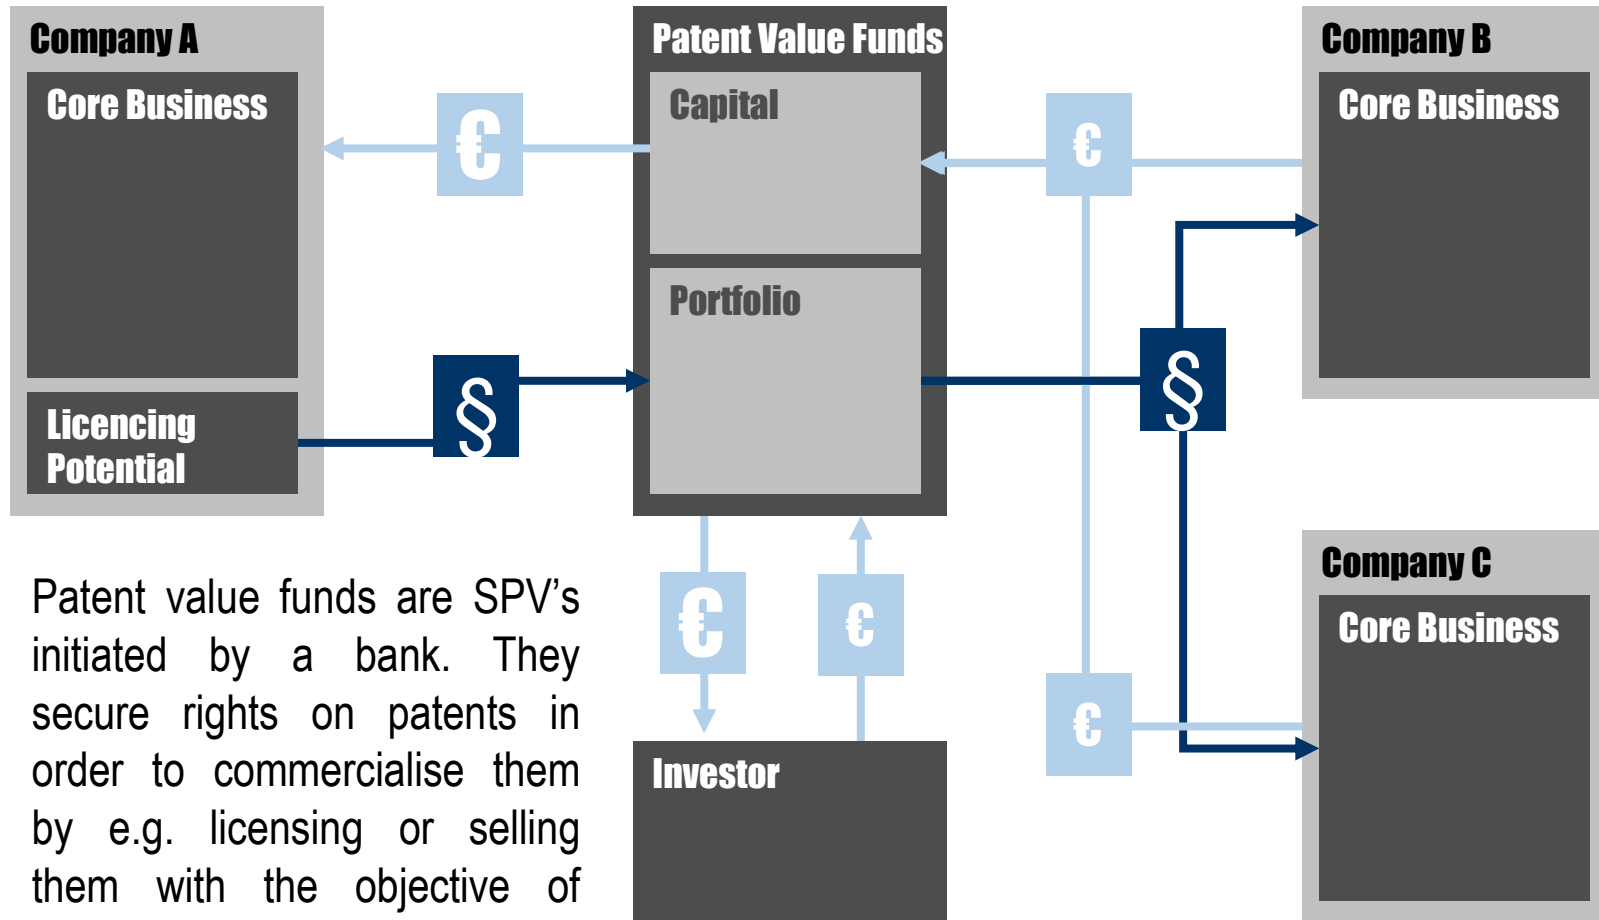 Company A
Core Business
€
Licencing
Potential
§
Patent Value Funds
Capital
Portfolio
€
€
Investor
€
€
§
Company B
Core Business
Company C
Core Business
Patent value funds are SPV’s
initiated by a bank. They
secure rights on patents in
order to commercialise them
by e.g. licensing or selling
them with the objective of